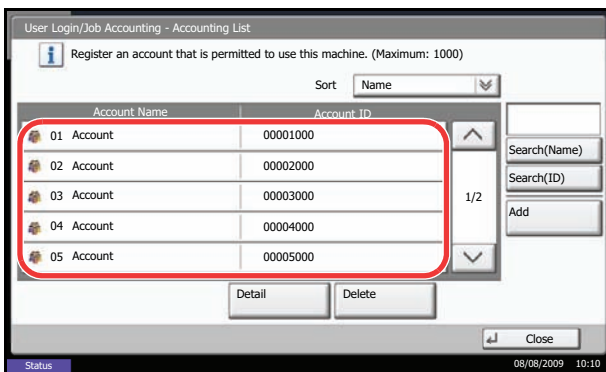 User Login/Job Accounting - Accounting List
Register an account that is permitted to use this machine. (Maximum: 1000)
Sort Name
Account Name Account ID
01 Account 00001000
02 Account 00002000
03 Account 00003000
04 Account 00004000
05 Account 00005000
1/2
Search(Name)
Search(ID)
Add
Detail Delete
Close
Status 08/08/2009 10:10